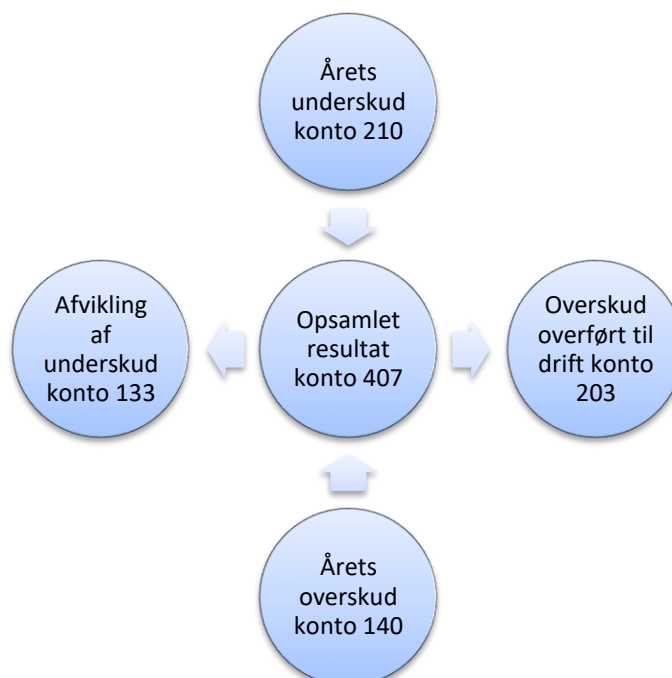 Årets
underskud
konto 210
Afvikling
af
underskud
konto 133
Opsamlet
resultat
konto 407
Overskud
overført til
drift konto
203
Årets
overskud
konto 140